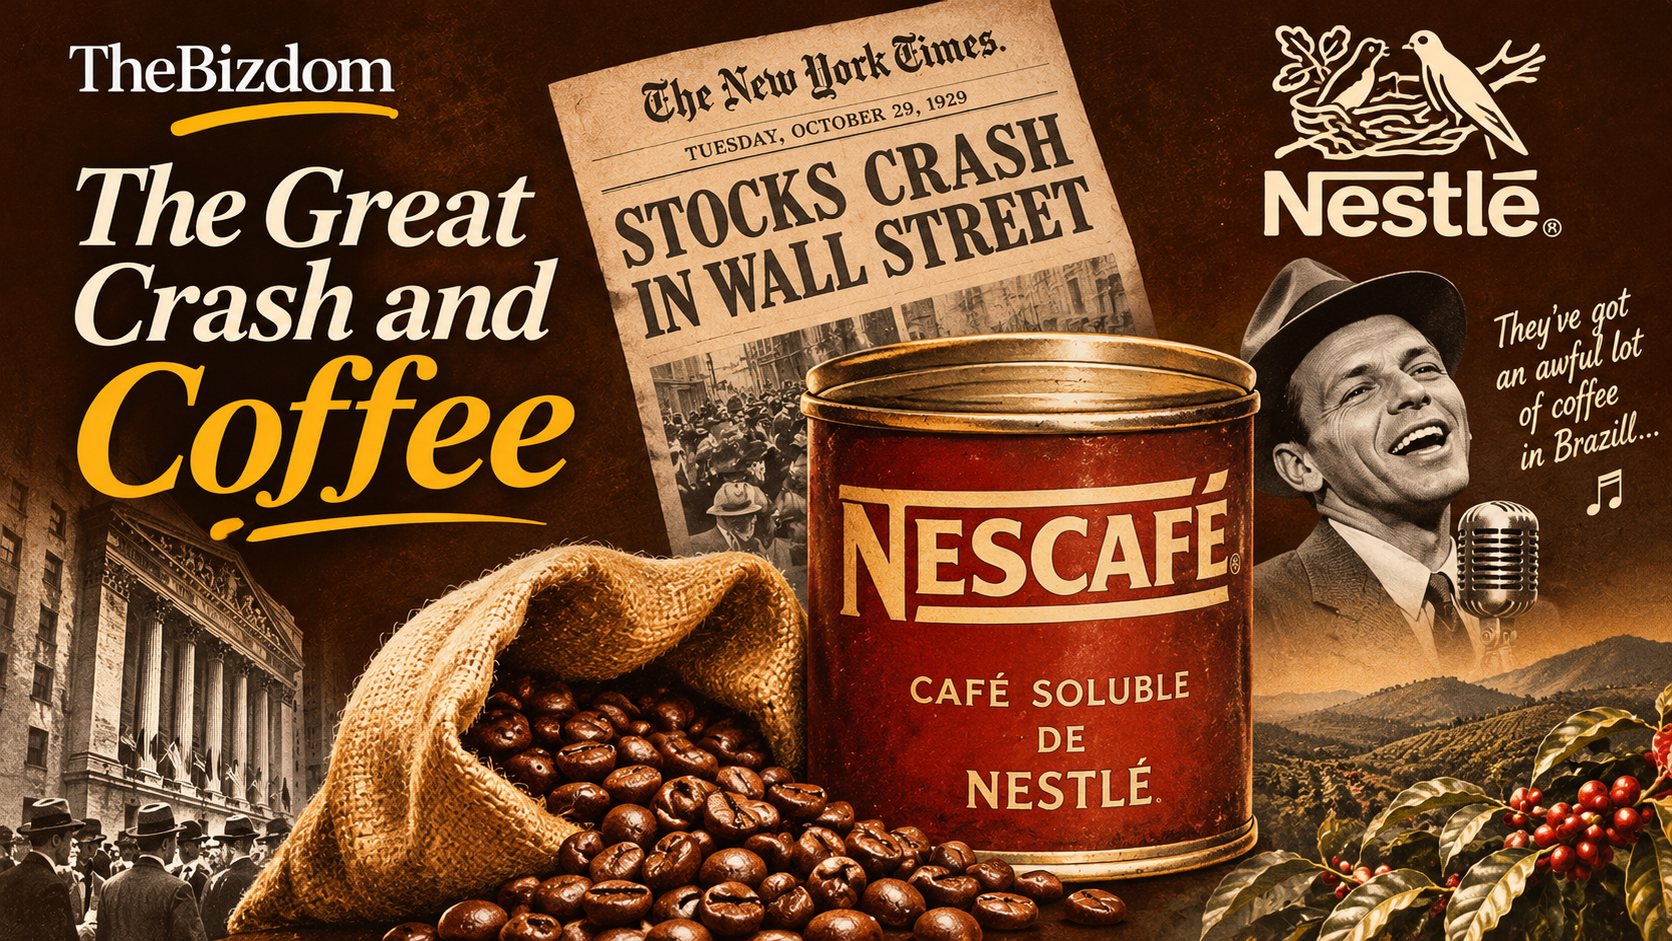 TheBizdom
The Great
Crash and
Coffee
The New York Times.
TUESDAY, OCTOBER 29, 1929
STOCKS CRASH
IN WALL STREET
Nestlé®
They've got
an awful lot
of coffee
in Brazill...
NESCAFÉ®
CAFÉ SOLUBLE
DE
NESTLÉ